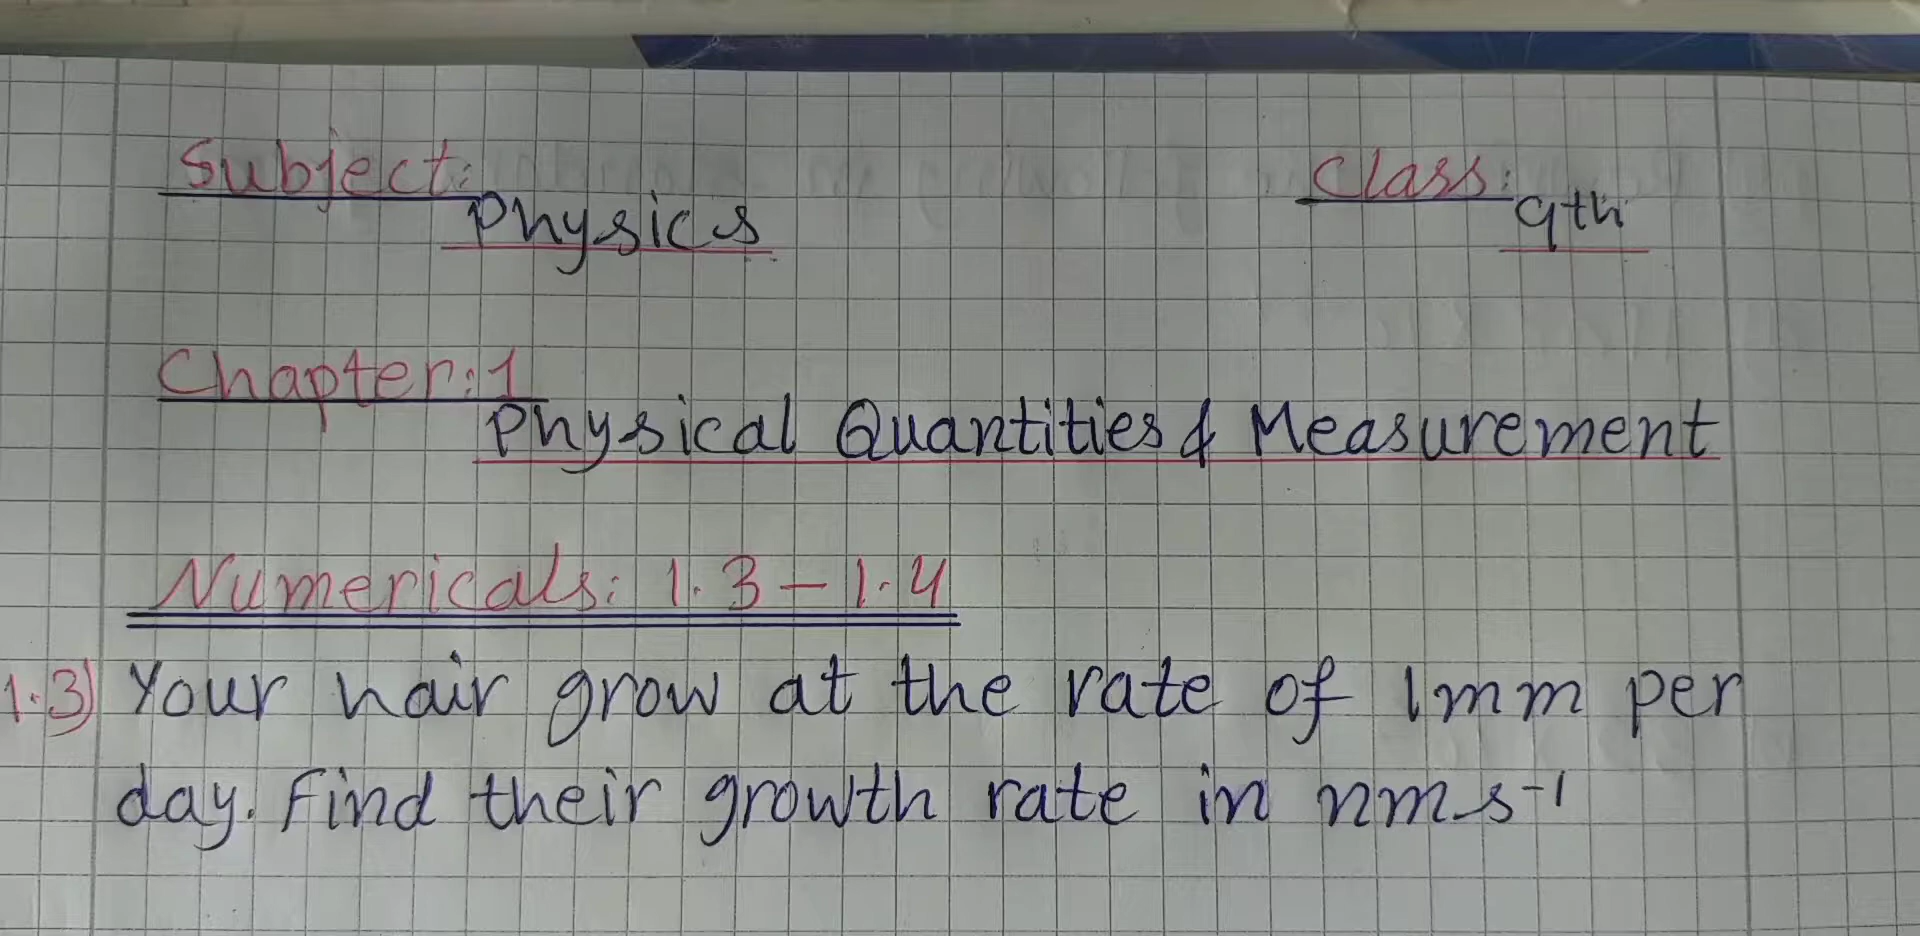 Subject:
Physics
Class:
9th
Chapter:1
Physical Quantities & Measurement
Numericals: 1.3-1.4
1.3) Your hair grow at the rate of 1mm per
day. Find their growth rate in nms-1